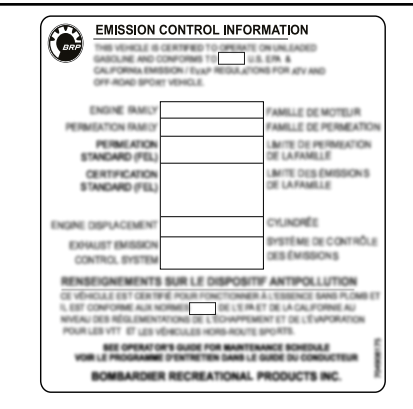 BRP
EMISSION CONTROL INFORMATION
THIS VEHICLE IS CERTIFIED TO OPERATE ON UNLEADED
GASOLINE AND CONFORMS TO U.S. EPA &
CALIFORNIA EMISSION / EVAP REGULATIONS FOR ATV AND
OFF-ROAD SPORT VEHICLE.
ENGINE FAMILY
FAMILLE DE MOTEUR
PERMEATION FAMILY
FAMILLE DE PERMÉATION
PERMEATION
STANDARD (FEL)
LIMITE DE PERMÉATION
DE LA FAMILLE
CERTIFICATION
STANDARD (FEL)
LIMITE DES ÉMISSIONS
DE LA FAMILLE
ENGINE DISPLACEMENT
CYLINDRÉE
EXHAUST EMISSION
CONTROL SYSTEM
SYSTÈME DE CONTRÔLE
DES ÉMISSIONS
RENSEIGNEMENTS SUR LE DISPOSITIF ANTIPOLLUTION
CE VÉHICULE EST CERTIFIÉ POUR FONCTIONNER À L'ESSENCE SANS PLOMB ET
IL EST CONFORME AUX NORMES DE L'EPA ET DE LA CALIFORNIE AU
NIVEAU DES RÉGLEMENTATIONS DE L'ÉCHAPPEMENT ET DE L'ÉVAPORATION
POUR LES VTT ET LES VÉHICULES HORS-ROUTE SPORTS.
SEE OPERATOR'S GUIDE FOR MAINTENANCE SCHEDULE
VOIR LE PROGRAMME D'ENTRETIEN DANS LE GUIDE DU CONDUCTEUR
BOMBARDIER RECREATIONAL PRODUCTS INC.